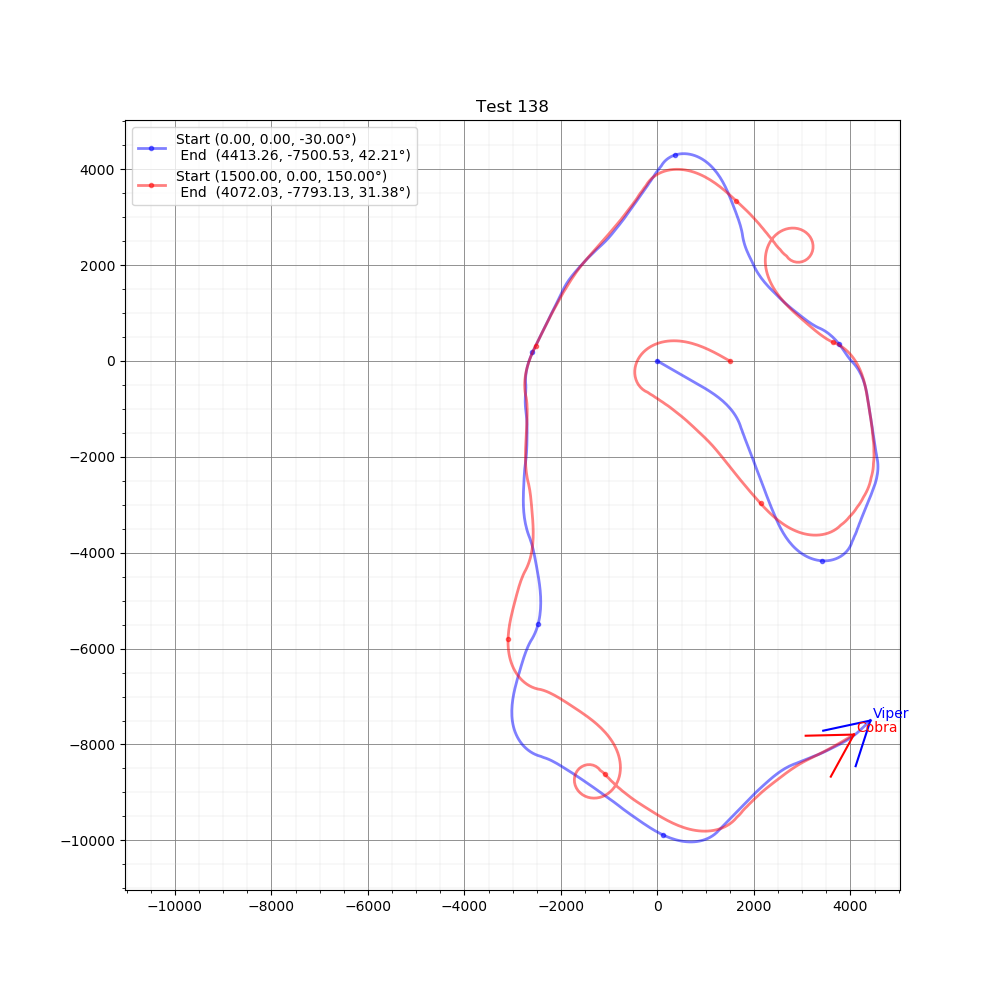 Test 138
Start (0.00, 0.00, -30.00°)
End  (4413.26, -7500.53, 42.21°)
Start (1500.00, 0.00, 150.00°)
End  (4072.03, -7793.13, 31.38°)
4000
2000
0
−2000
−4000
−6000
−8000
−10000
Viper
Cobra
−10000 −8000 −6000 −4000 −2000 0 2000 4000